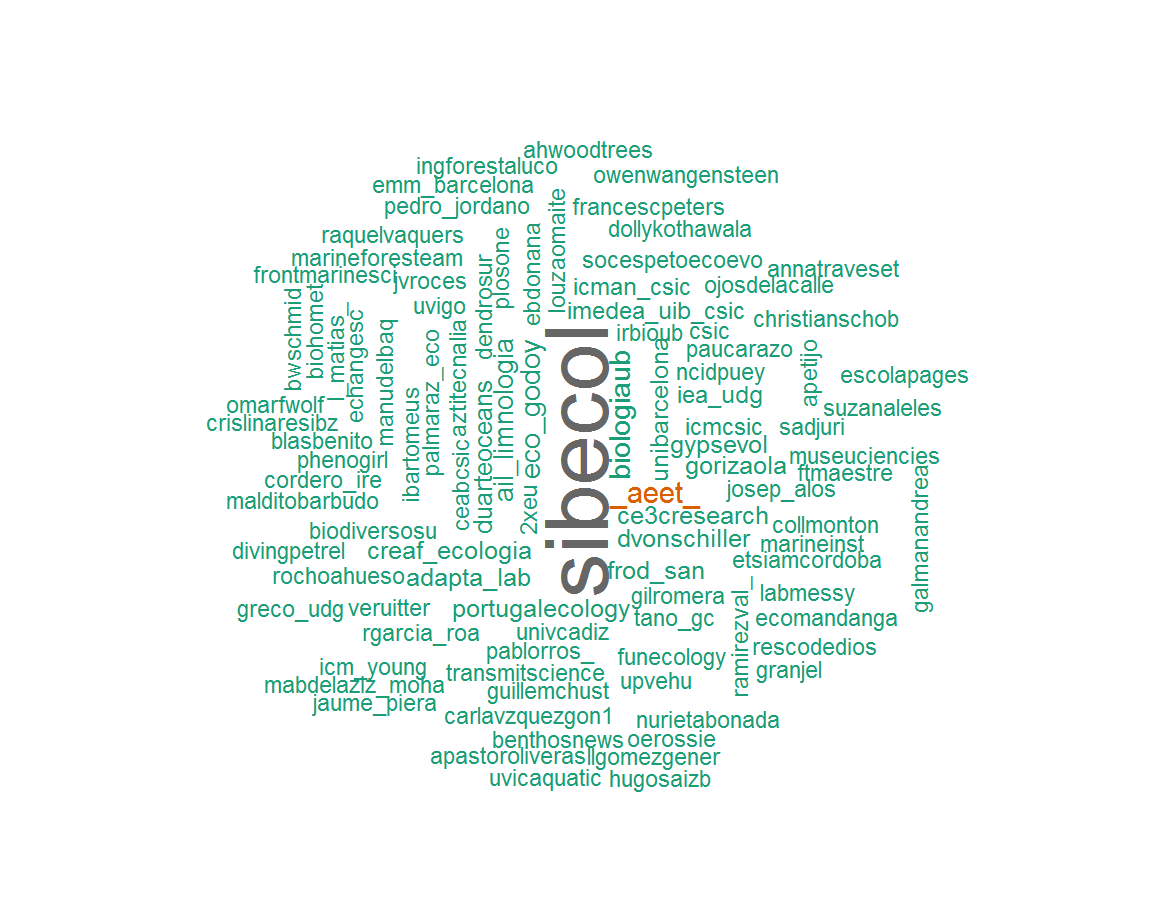 ahwoodtrees
ingforestaluco
owenwangensteen
emm_barcelona
pedro_jordano
francescpeters
louzaomaite
dollykothawala
raquelvaquers
plosone
ebdonana
marineforesteam
socespetoecoevo
annatraveset
frontmarinesci
jvroces
dendrosur
icman_csic
ojosdelacalle
uvigo
imedea_uib_csic
christianschob
bwschmid
biohomet
_matias_
echangesc
manudelbaq
irbioub
csic
paucarazo
apetijo
ncidpuey
escolapages
iea_udg
omarfwolf
crislinaresibz
suzanaleles
blasbenito
phenogirl
ibartomeus
palmaraz_eco
aztitecnalia
ceabcsic
duarteoceans
ail_limnologia
eco_godoy
2xeu
sibecol
biologiaub
unibarcelona
icmcsic
sadjuri
gypsevol
museuciencies
gorizaola
ftmaestre
cordero_ire
malditobarbudo
_aeet_
josep_alos
ce3cresearch
collmonton
biodiversosu
dvonschiller
marineinst
divingpetrel
creaf_ecologia
etsiamcordoba
galmanandrea
rochoahueso
adapta_lab
frod_san
gilromera
labmessy
greco_udg
veruitter
portugalecology
tano_gc
ramirezval_
ecomandanga
rgarcia_roa
univcadiz
rescodedios
pablorros_
funecology
icm_young
transmitscience
upvehu
granjel
mabdelaziz_moha
guillemchust
jaume_piera
carlavzquezgon1
nurietabonada
benthosnews
oerossie
apastoroliveras
llgomezgener
uvicaquatic
hugosaizb